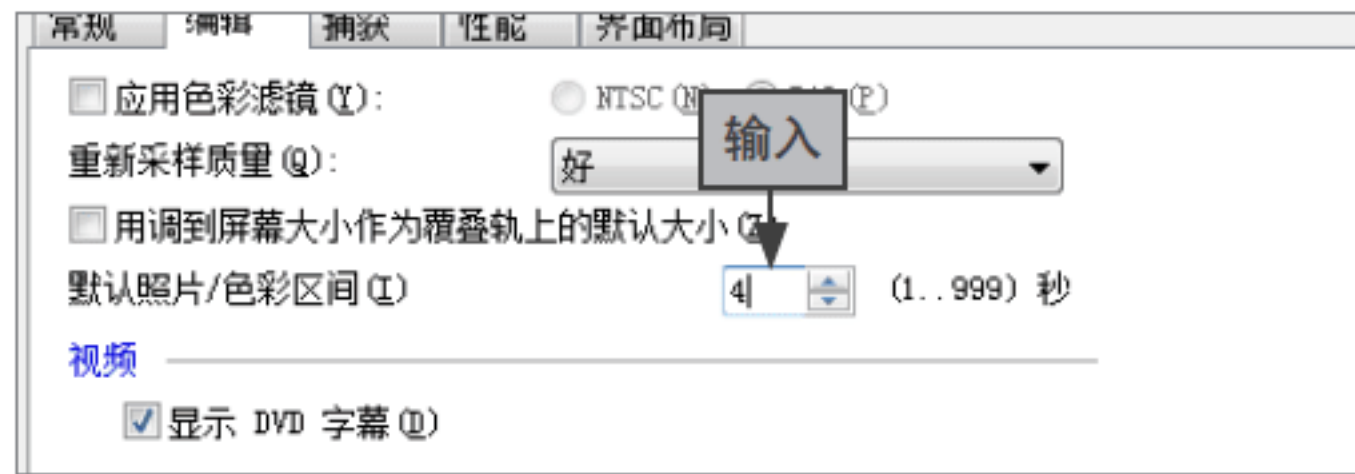 常规 编辑 捕获 性能 界面布局
应用色彩滤镜(Y): NTSC(N) (P)
输入
重新采样质量(Q): 好
用调到屏幕大小作为覆叠轨上的默认大小(Z)
默认照片/色彩区间(I) 4 (1..999) 秒
视频
显示 DVD 字幕(D)